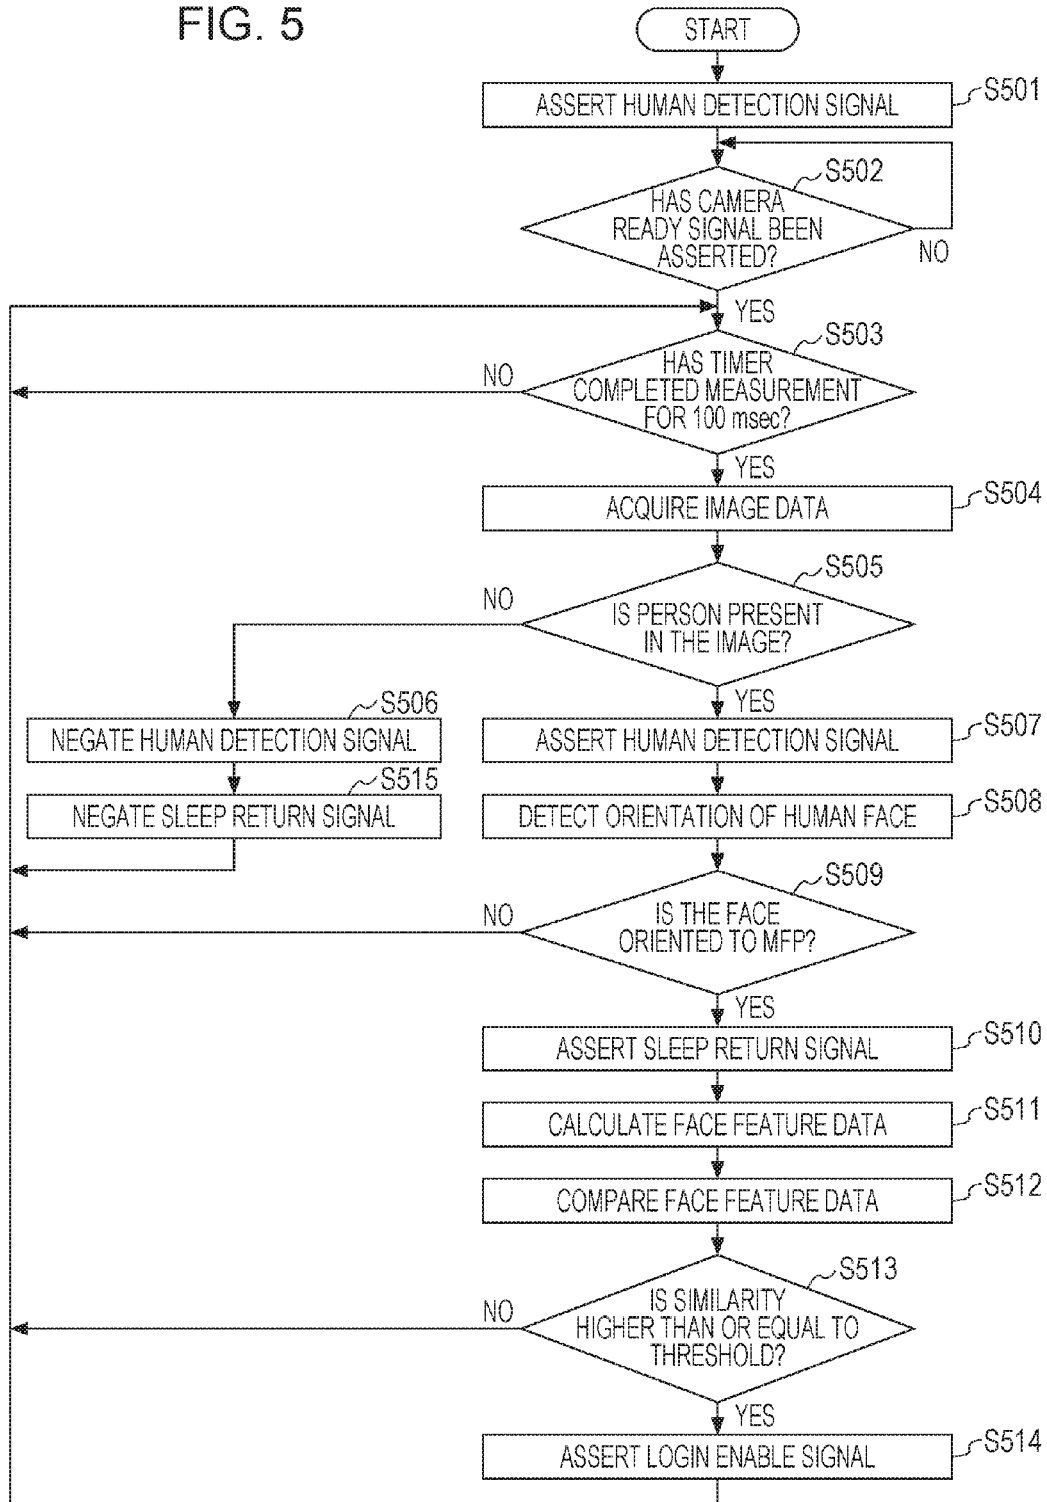 FIG. 5
START
ASSERT HUMAN DETECTION SIGNAL
S501
S502
HAS CAMERA
READY SIGNAL BEEN
ASSERTED?
NO
YES
S503
HAS TIMER
COMPLETED MEASUREMENT
FOR 100 msec?
NO
YES
ACQUIRE IMAGE DATA
S504
S505
IS PERSON PRESENT
IN THE IMAGE?
NO
YES
S506
NEGATE HUMAN DETECTION SIGNAL
S515
NEGATE SLEEP RETURN SIGNAL
ASSERT HUMAN DETECTION SIGNAL
S507
DETECT ORIENTATION OF HUMAN FACE
S508
S509
IS THE FACE
ORIENTED TO MFP?
NO
YES
ASSERT SLEEP RETURN SIGNAL
S510
CALCULATE FACE FEATURE DATA
S511
COMPARE FACE FEATURE DATA
S512
S513
IS SIMILARITY
HIGHER THAN OR EQUAL TO
THRESHOLD?
NO
YES
ASSERT LOGIN ENABLE SIGNAL
S514